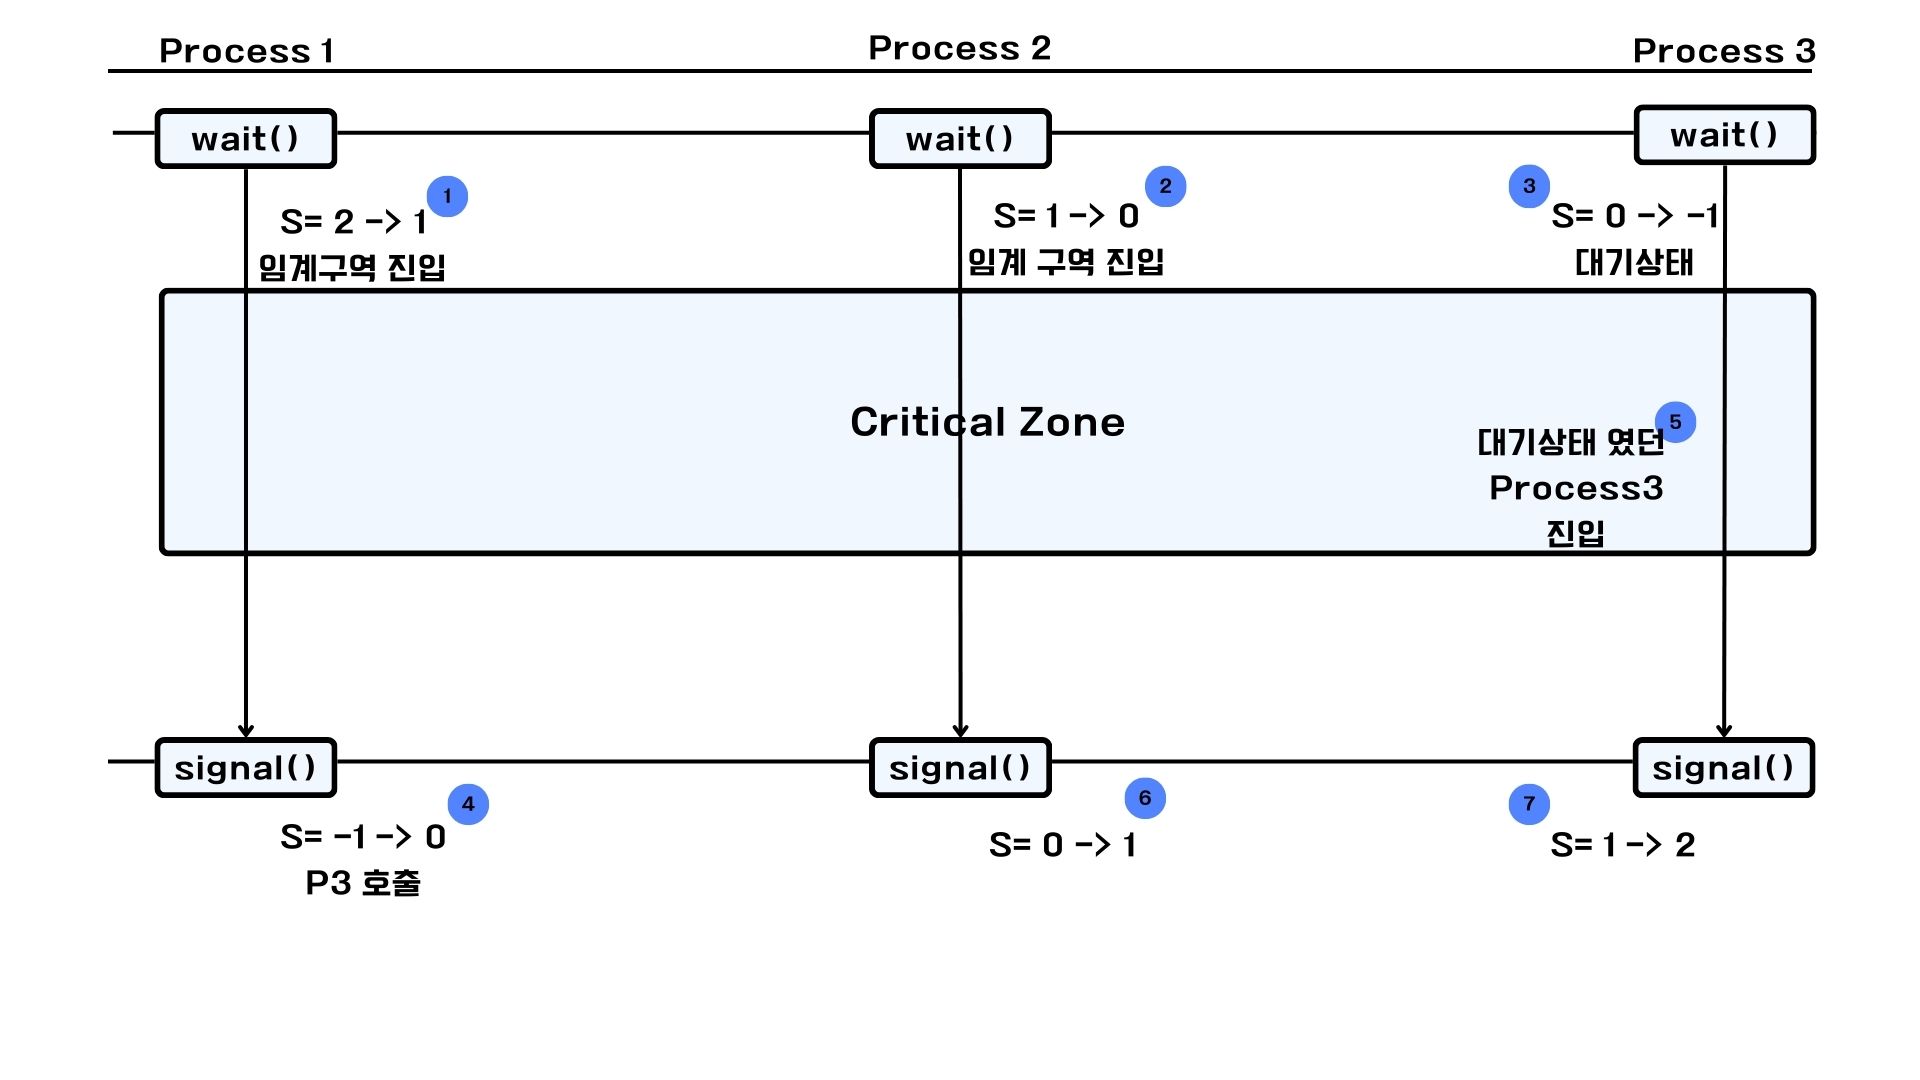 Process 1
Process 2
Process 3
wait()
wait()
wait()
1
S= 2 -> 1
임계구역 진입
2
S= 1 -> 0
임계 구역 진입
3
S= 0 -> -1
대기상태
Critical Zone
5
대기상태 였던
Process3
진입
signal()
signal()
signal()
4
S= -1 -> 0
P3 호출
6
S= 0 -> 1
7
S= 1 -> 2